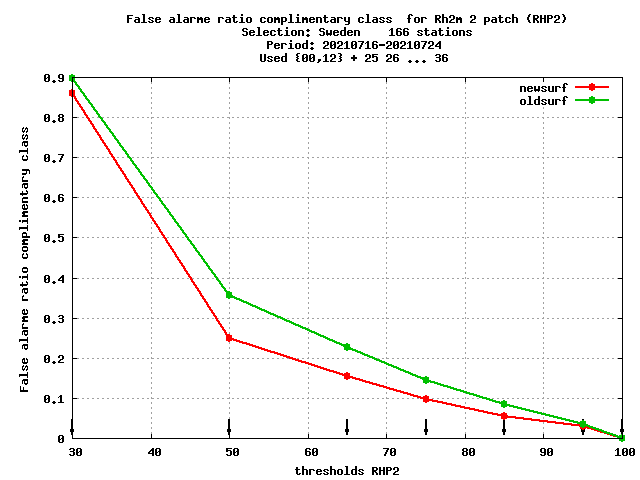 False alarme ratio complimentary class  for Rh2m 2 patch (RHP2)
Selection: Sweden    166 stations
Period: 20210716-20210724
Used {00,12} + 25 26 ... 36
newsurf
oldsurf
False alarme ratio complimentary class
0.9
0.8
0.7
0.6
0.5
0.4
0.3
0.2
0.1
0
30 40 50 60 70 80 90 100
thresholds RHP2